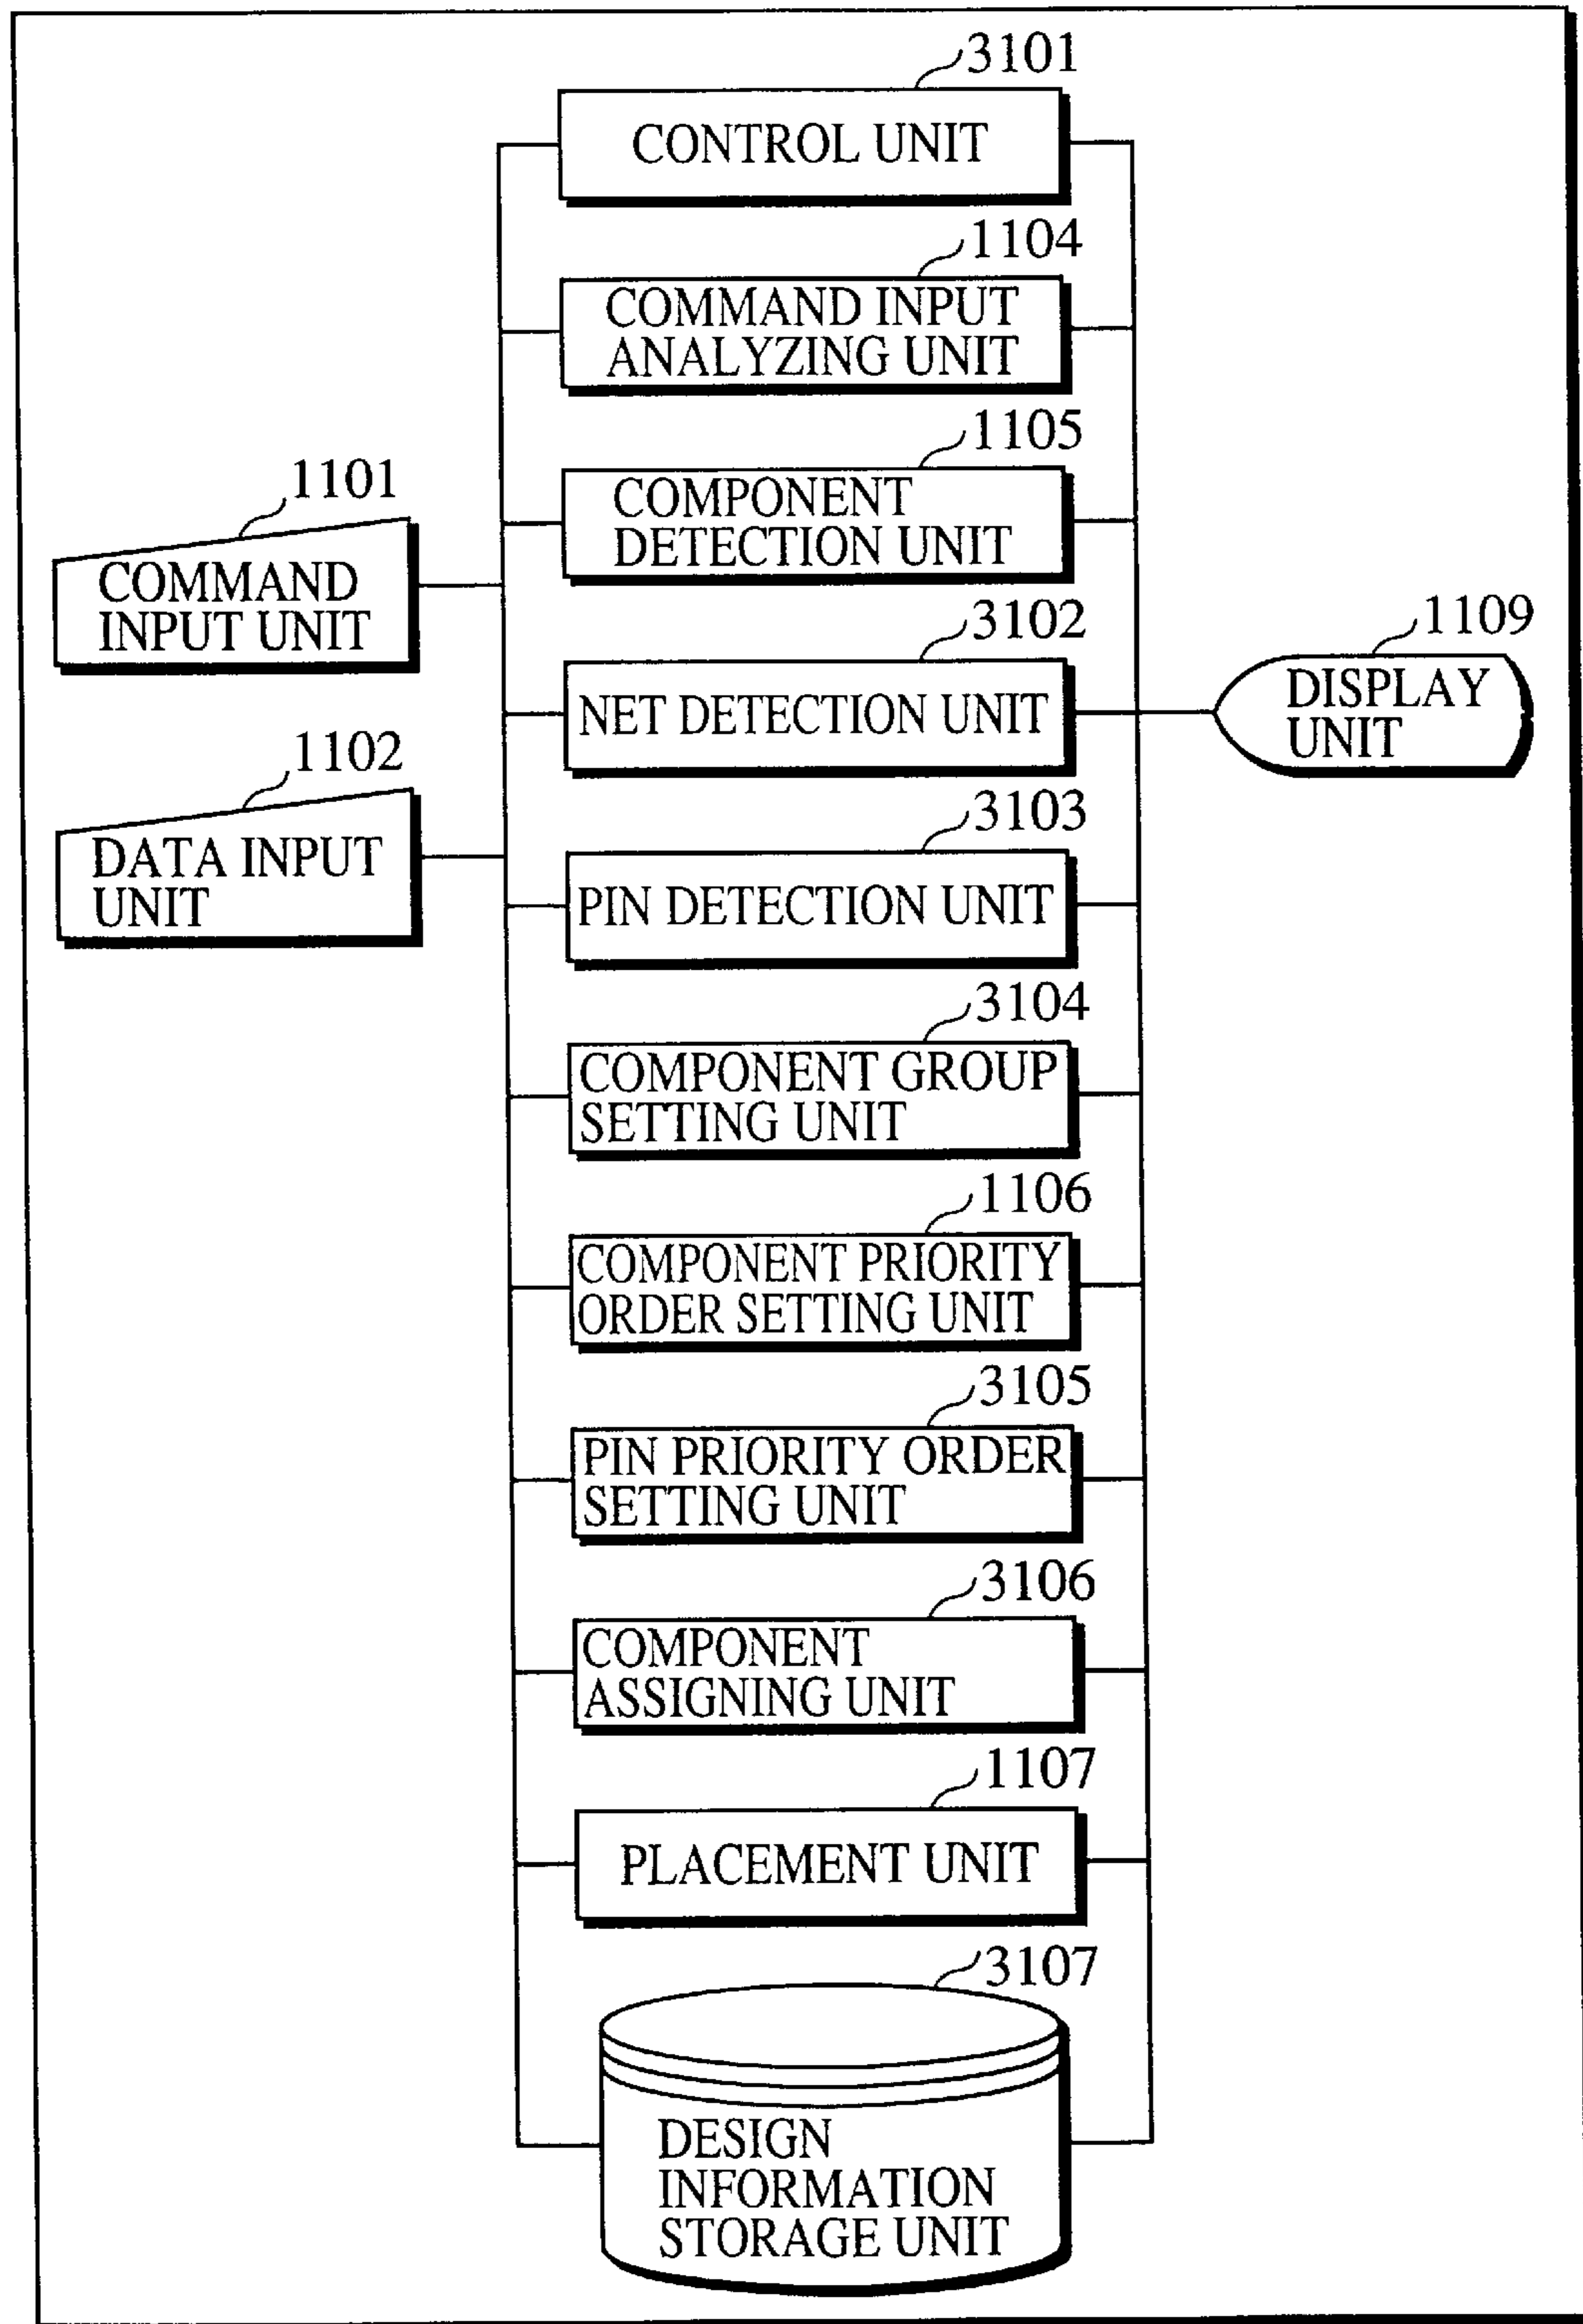 3101
CONTROL UNIT
1104
COMMAND INPUT
ANALYZING UNIT
1105
COMPONENT
DETECTION UNIT
1101
COMMAND
INPUT UNIT
3102
NET DETECTION UNIT
1109
DISPLAY
UNIT
1102
DATA INPUT
UNIT
3103
PIN DETECTION UNIT
3104
COMPONENT GROUP
SETTING UNIT
1106
COMPONENT PRIORITY
ORDER SETTING UNIT
3105
PIN PRIORITY ORDER
SETTING UNIT
3106
COMPONENT
ASSIGNING UNIT
1107
PLACEMENT UNIT
3107
DESIGN
INFORMATION
STORAGE UNIT